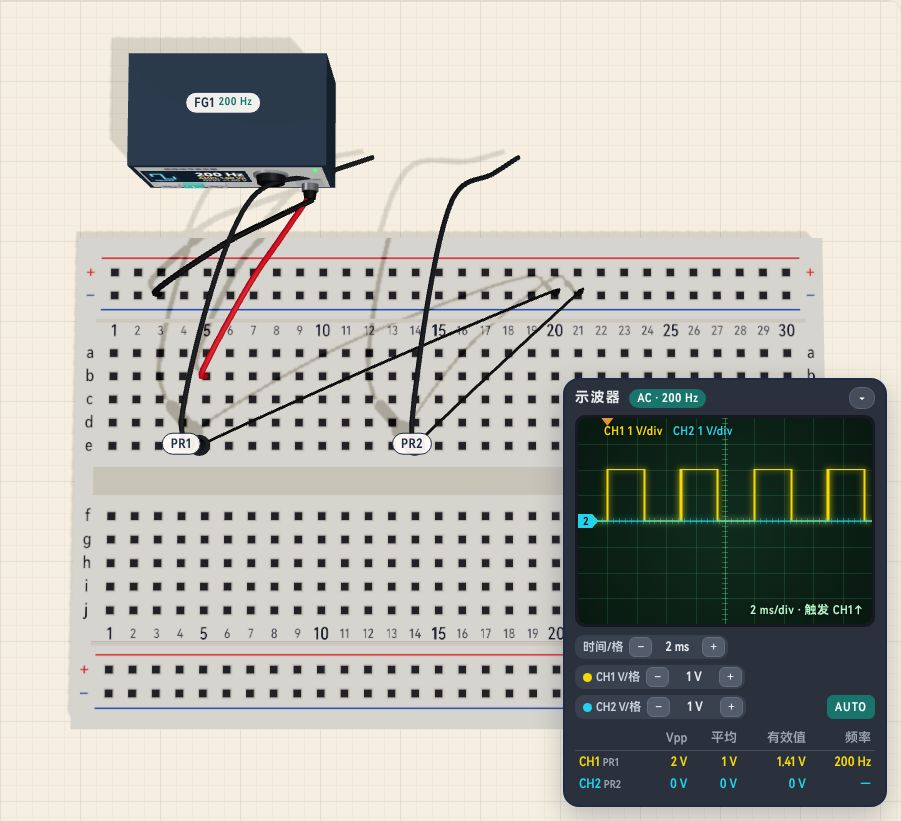 FG1 200 Hz
200 Hz
+ +
− −
1 2 3 4 5 6 7 8 9 10 11 12 13 14 15 16 17 18 19 20 21 22 23 24 25 26 27 28 29 30
a a
b b
c
d
e
PR1 PR2
f
g
h
i
j
1 2 3 4 5 6 7 8 9 10 11 12 13 14 15 16 17 18 19 20
+
−
示波器 AC · 200 Hz
CH1 1 V/div CH2 1 V/div
2
2 ms/div · 触发 CH1↑
时间/格 − 2 ms +
CH1 V/格 − 1 V +
CH2 V/格 − 1 V + AUTO
Vpp 平均 有效值 频率
CH1 PR1 2 V 1 V 1.41 V 200 Hz
CH2 PR2 0 V 0 V 0 V —